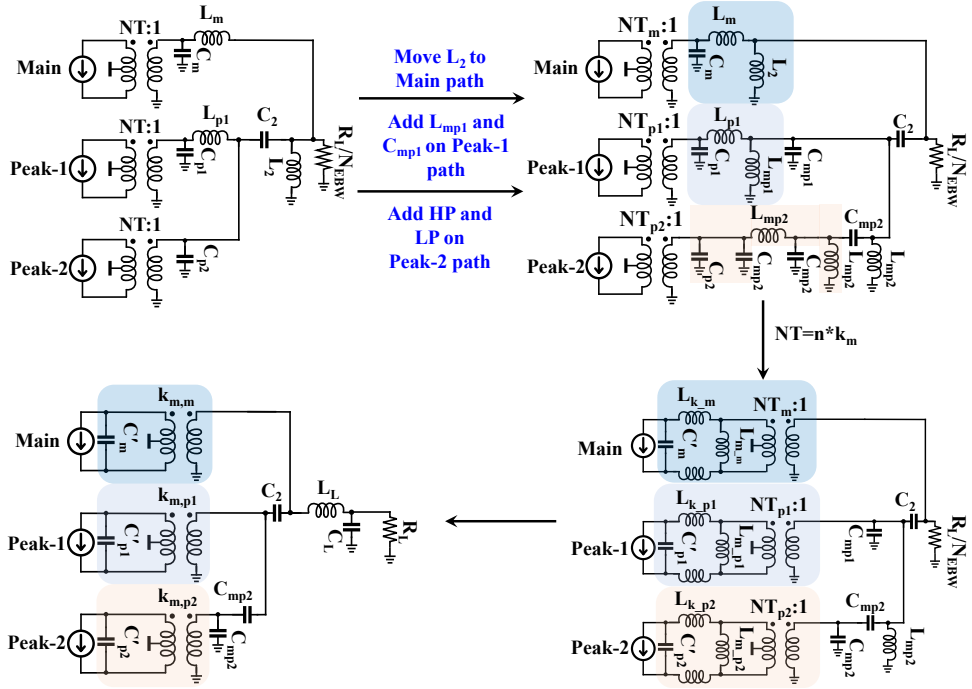 NT:1
L_m
Main
C_m
NT:1
L_p1
C_2
Peak-1
C_p1
L_2
R_L/N_EBW
NT:1
Peak-2
C_p2
Move L_2 to
Main path
Add L_mp1 and
C_mp1 on Peak-1
path
Add HP and
LP on
Peak-2 path
NT_m:1
L_m
Main
C_m
L_2
NT_p1:1
L_p1
C_2
Peak-1
C_p1
L_mp1
C_mp1
R_L/N_EBW
NT_p2:1
L_mp2
C_mp2
Peak-2
C_p2
C_mp2
C_mp2
L_mp2
L_mp2
NT=n*k_m
k_m,m
Main
C'_m
k_m,p1
C_2
L_L
Peak-1
C'_p1
C_L
R_L
k_m,p2
C_mp2
Peak-2
C'_p2
C_mp2
L_k_m
NT_m:1
Main
C'_m
L_m_m
L_k_p1
NT_p1:1
C_2
Peak-1
C'_p1
L_m_p1
C_mp1
R_L/N_EBW
L_k_p2
NT_p2:1
C_mp2
Peak-2
C'_p2
L_m_p2
C_mp2
L_mp2